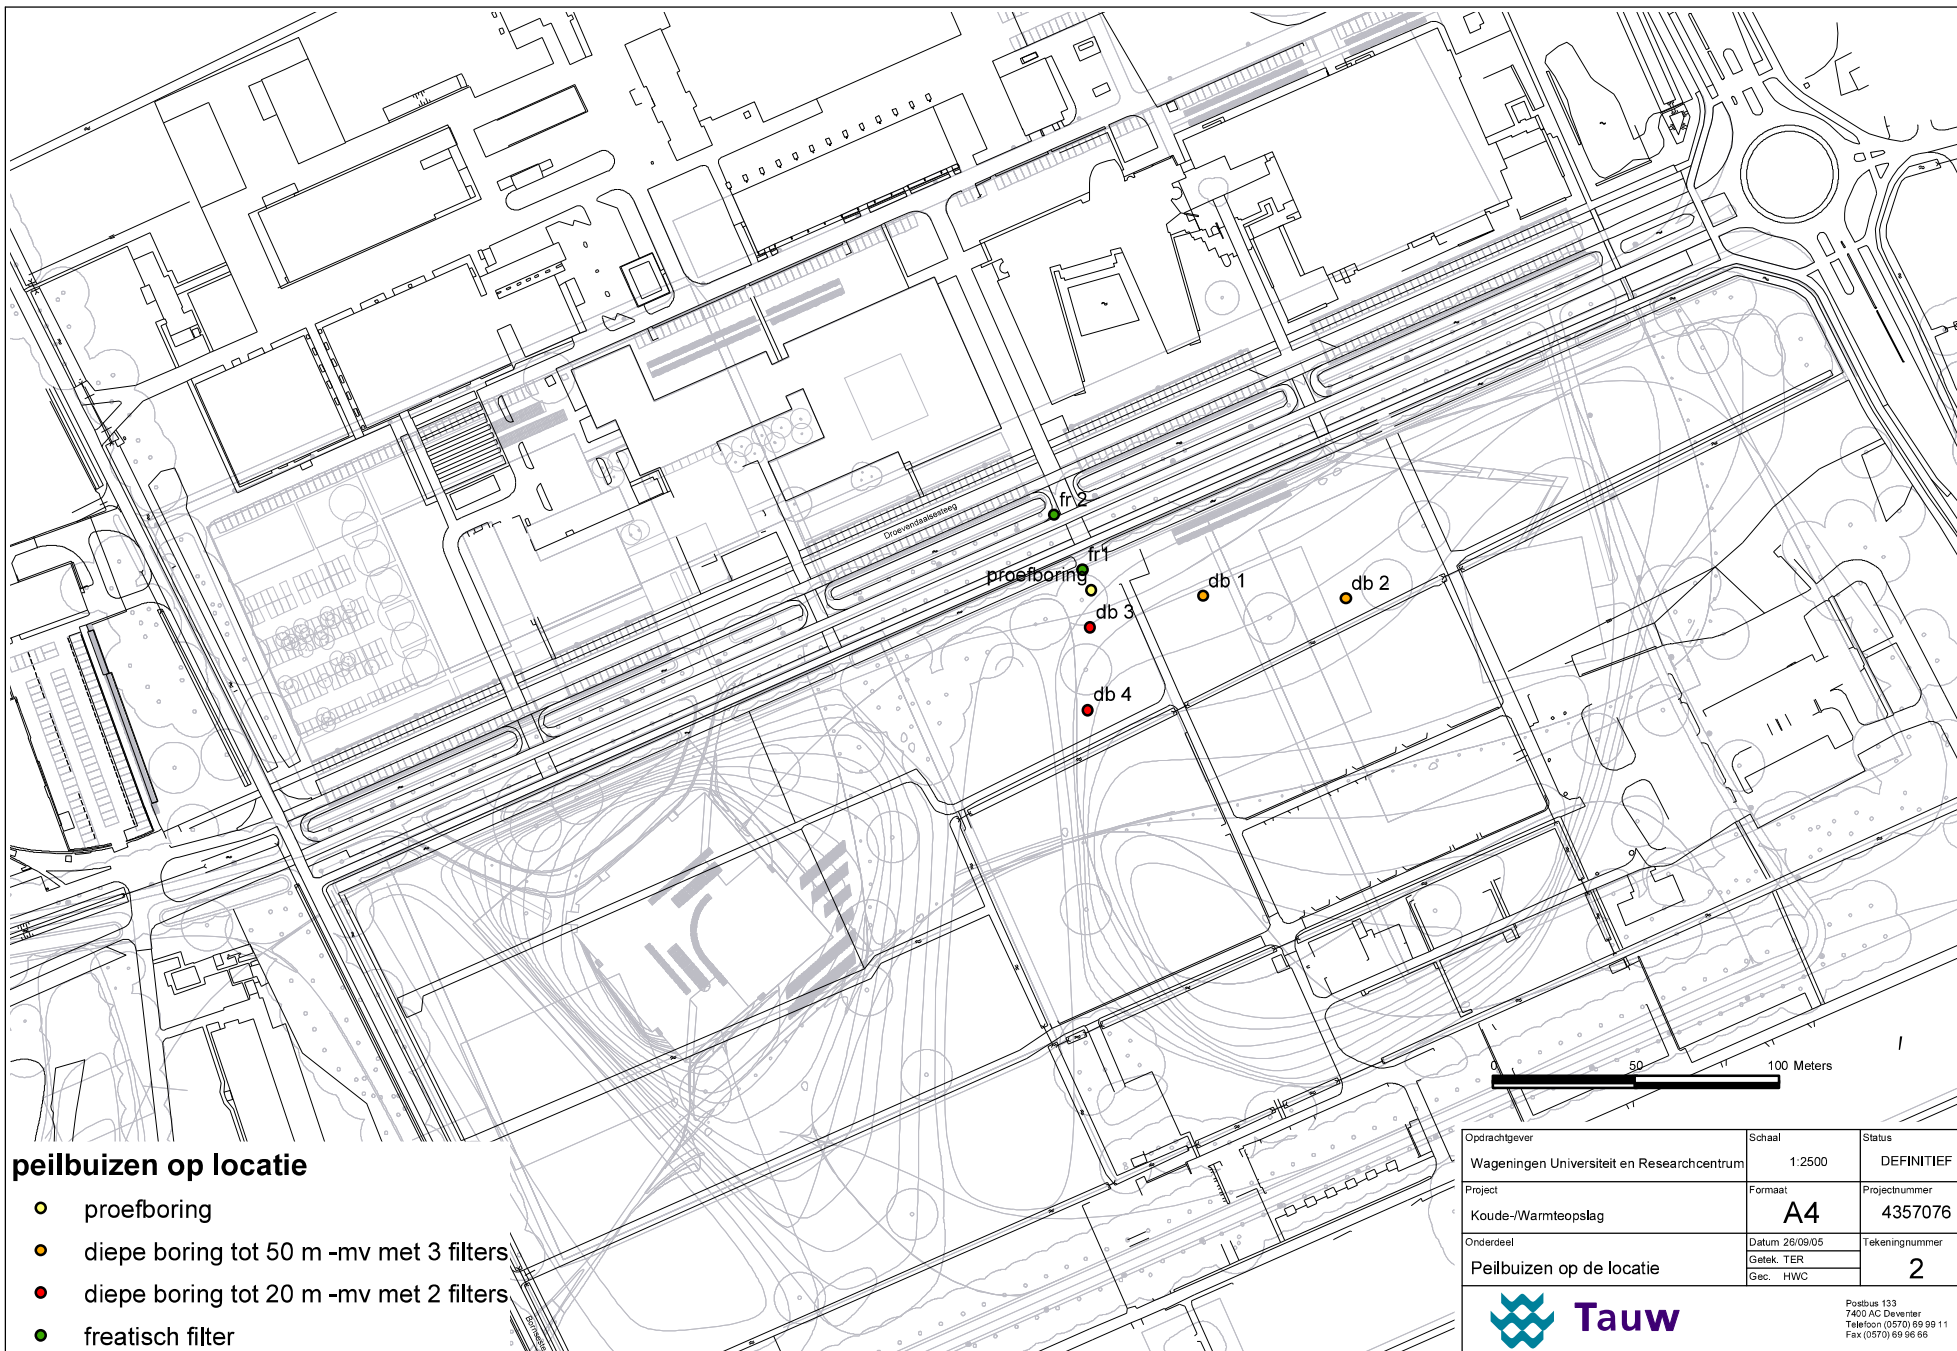 Droevendaalsesteeg
fr 2
fr1
proefboring
db 1
db 2
db 3
db 4
0 50 100 Meters
peilbuizen op locatie
proefboring
diepe boring tot 50 m -mv met 3 filters
diepe boring tot 20 m -mv met 2 filters
freatisch filter
Opdrachtgever
Wageningen Universiteit en Researchcentrum
Schaal
1:2500
Status
DEFINITIEF
Project
Koude-/Warmteopslag
Formaat
A4
Projectnummer
4357076
Onderdeel
Peilbuizen op de locatie
Datum 26/09/05
Getek. TER
Gec. HWC
Tekeningnummer
2
Tauw
Postbus 133
7400 AC Deventer
Telefoon (0570) 69 99 11
Fax (0570) 69 96 66